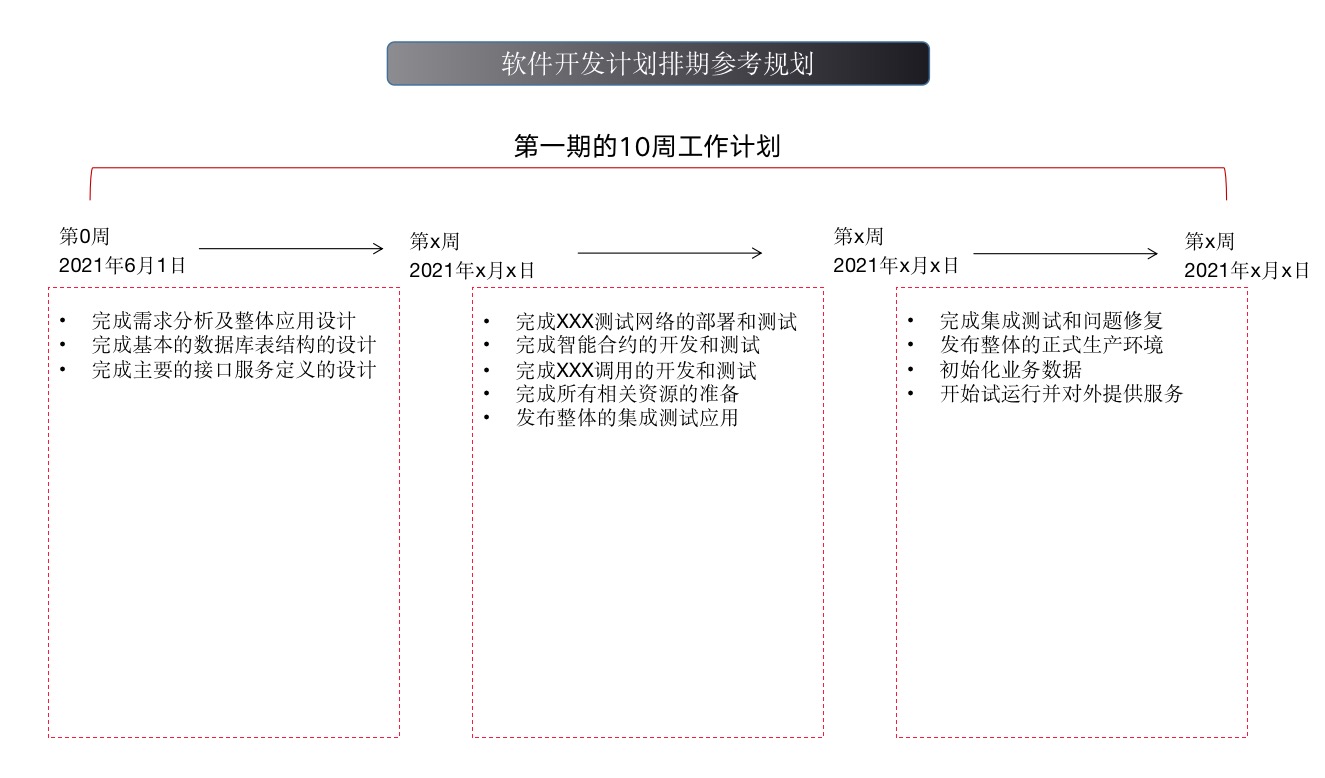 软件开发计划排期参考规划
第一期的10周工作计划
第0周
2021年6月1日
第x周
2021年x月x日
第x周
2021年x月x日
第x周
2021年x月x日
• 完成需求分析及整体应用设计
• 完成基本的数据库表结构的设计
• 完成主要的接口服务定义的设计
• 完成XXX测试网络的部署和测试
• 完成智能合约的开发和测试
• 完成XXX调用的开发和测试
• 完成所有相关资源的准备
• 发布整体的集成测试应用
• 完成集成测试和问题修复
• 发布整体的正式生产环境
• 初始化业务数据
• 开始试运行并对外提供服务